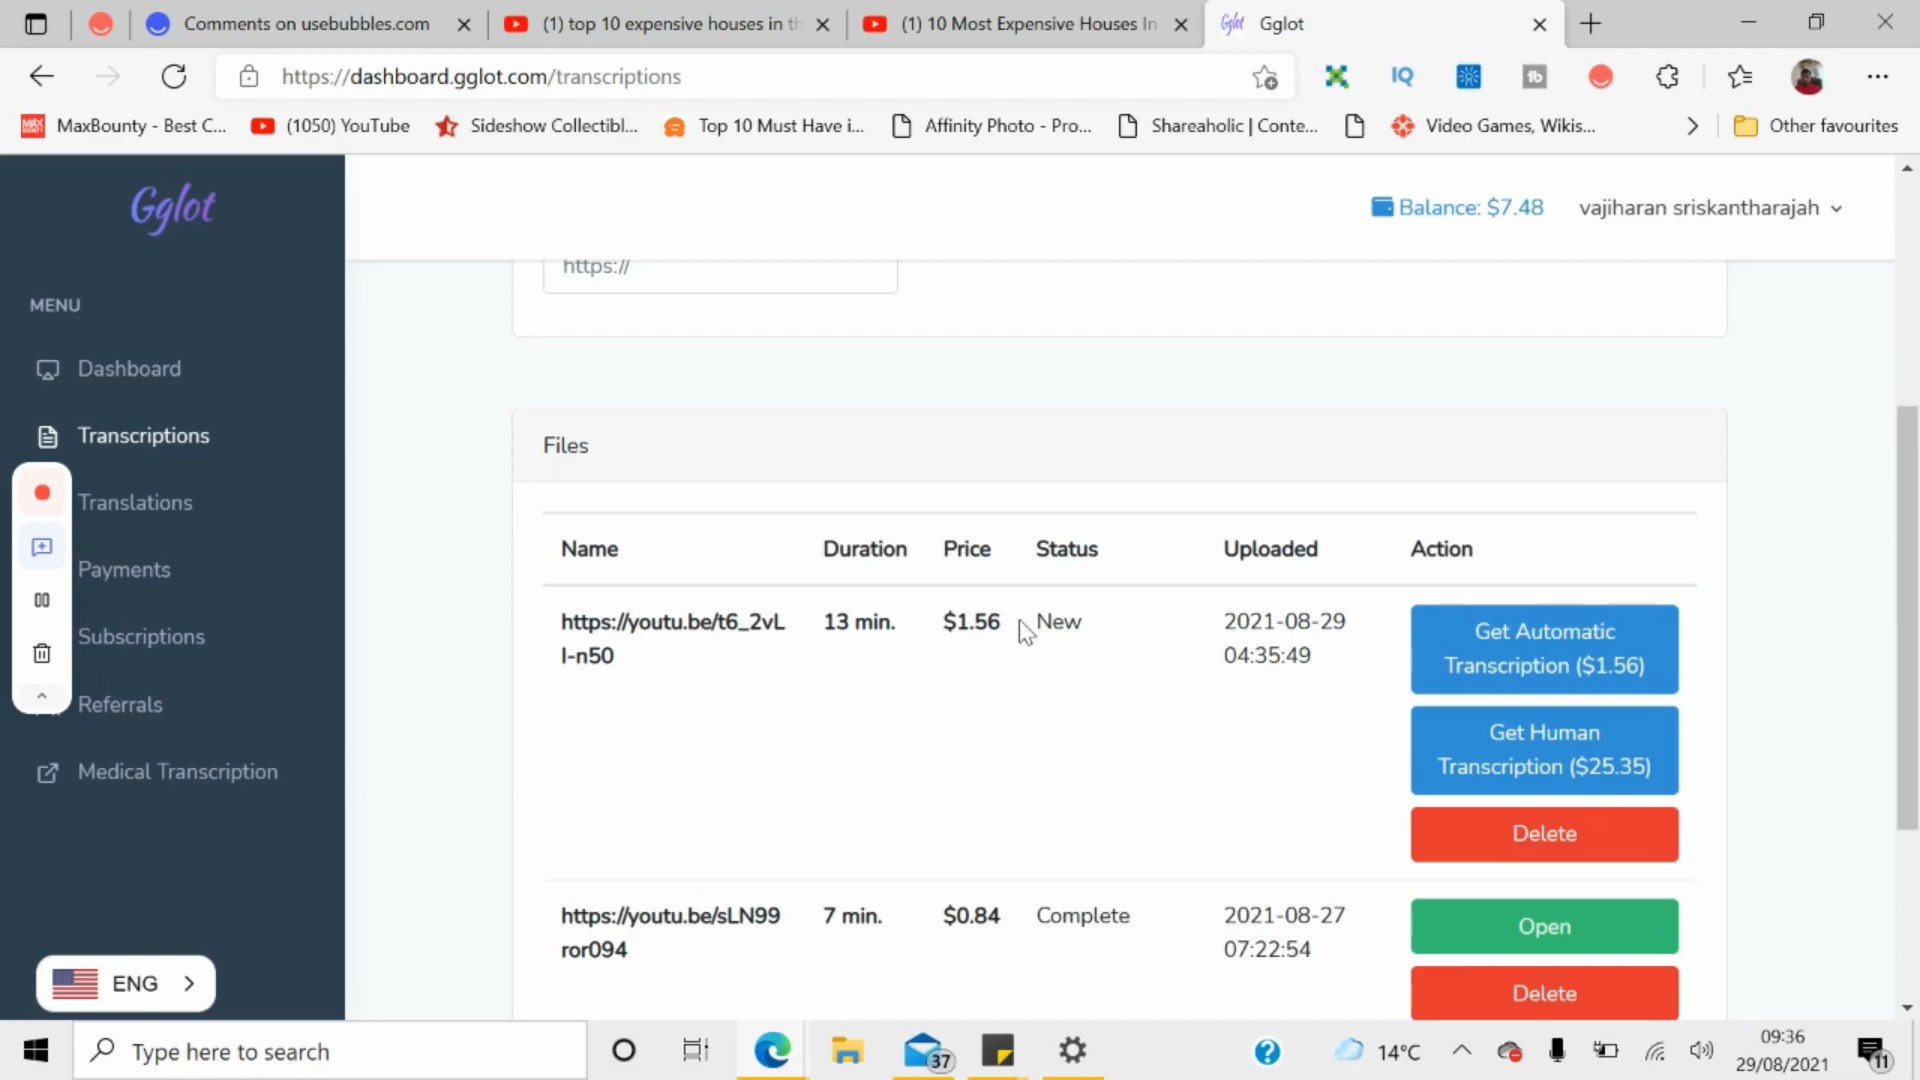 Comments on usebubbles.com
(1) top 10 expensive houses in th
(1) 10 Most Expensive Houses In
Gglot
https://dashboard.gglot.com/transcriptions
IQ
tb
MAX
MaxBounty - Best C...
(1050) YouTube
Sideshow Collectibl...
Top 10 Must Have i...
Affinity Photo - Pro...
Shareaholic | Conte...
Video Games, Wikis...
Other favourites
Gglot
Balance: $7.48
vajiharan sriskantharajah
https://
MENU
Dashboard
Transcriptions
Translations
Payments
Subscriptions
Referrals
Medical Transcription
ENG
Files
Name Duration Price Status Uploaded Action
https://youtu.be/t6_2vL 13 min. $1.56 New 2021-08-29
l-n50 04:35:49
Get Automatic
Transcription ($1.56)
Get Human
Transcription ($25.35)
Delete
https://youtu.be/sLN99 7 min. $0.84 Complete 2021-08-27 Open
ror094 07:22:54
Delete
Type here to search
37
14°C
09:36
29/08/2021
11